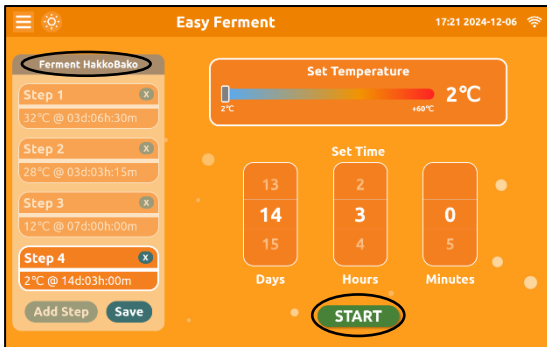 Easy Ferment
17:21 2024-12-06
Ferment HakkoBako
Step 1 X
32°C @ 03d:06h:30m
Step 2 X
28°C @ 03d:03h:15m
Step 3 X
12°C @ 07d:00h:00m
Step 4 X
2°C @ 14d:03h:00m
Add Step Save
Set Temperature
2°C
2°C +60°C
Set Time
13 2
14 3 0
15 4 5
Days Hours Minutes
START